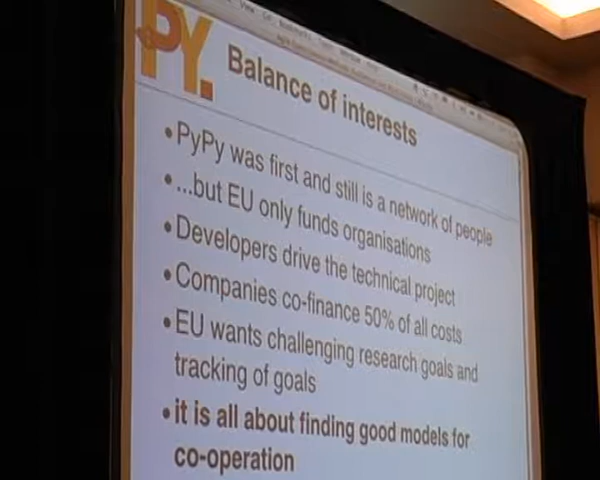 PY.
Balance of interests
•PyPy was first and still is a network of people
•...but EU only funds organisations
•Developers drive the technical project
•Companies co-finance 50% of all costs
•EU wants challenging research goals and
tracking of goals
•it is all about finding good models for
co-operation